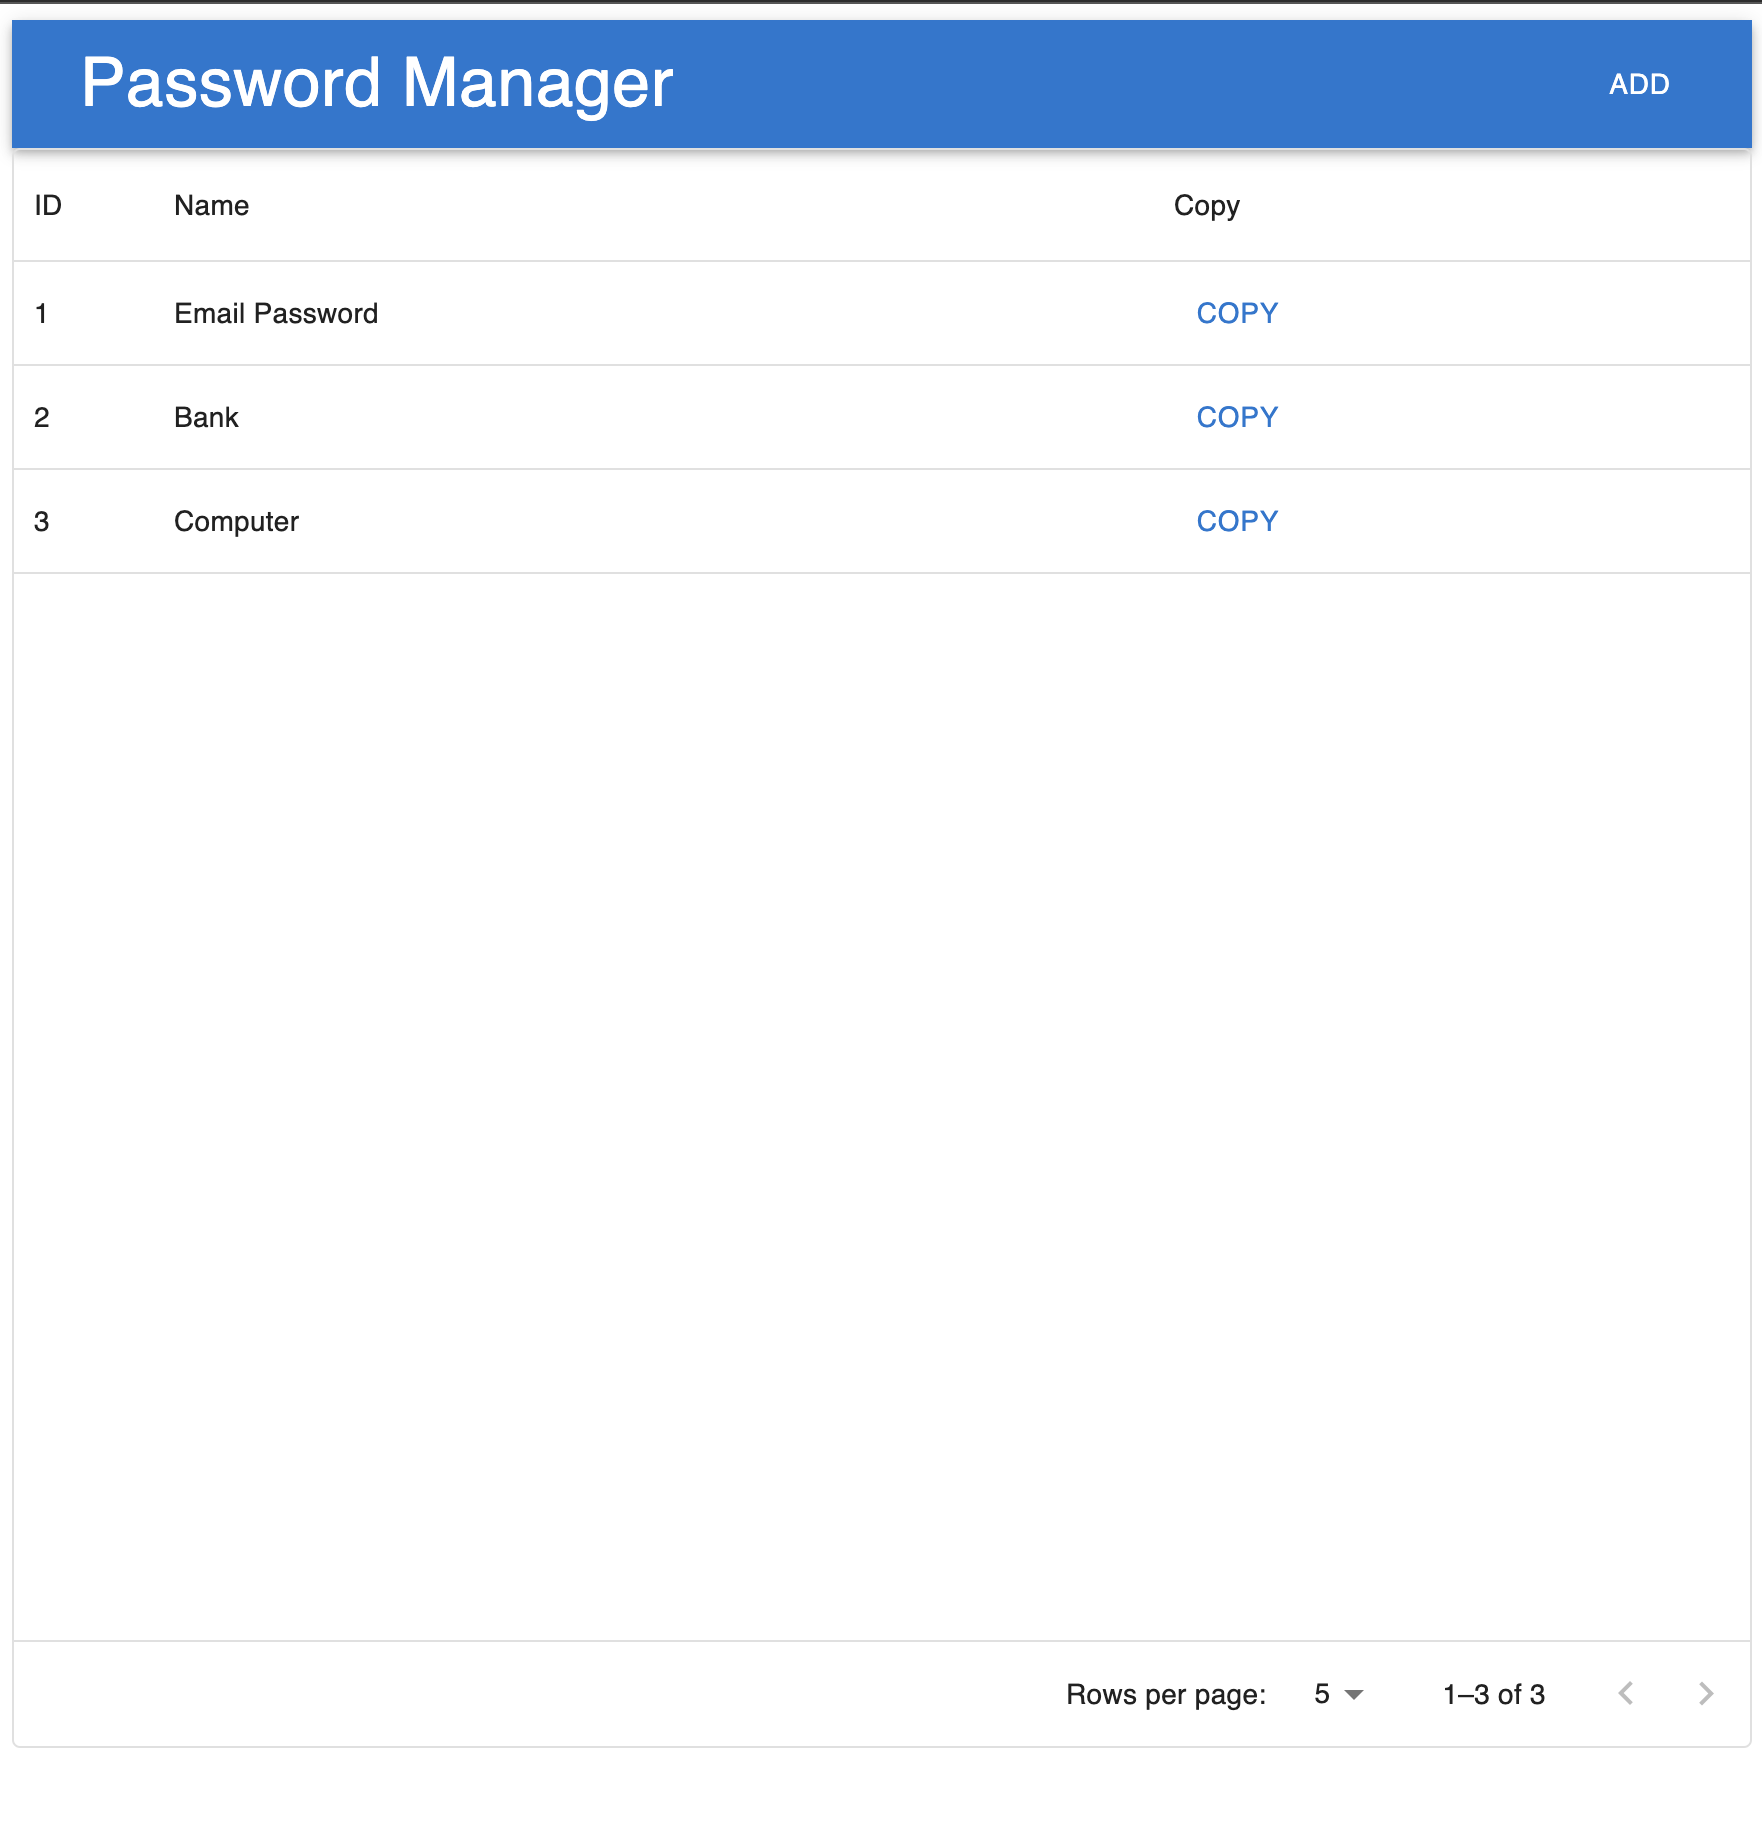 Password Manager ADD
ID Name Copy
1 Email Password COPY
2 Bank COPY
3 Computer COPY
Rows per page: 5 1–3 of 3